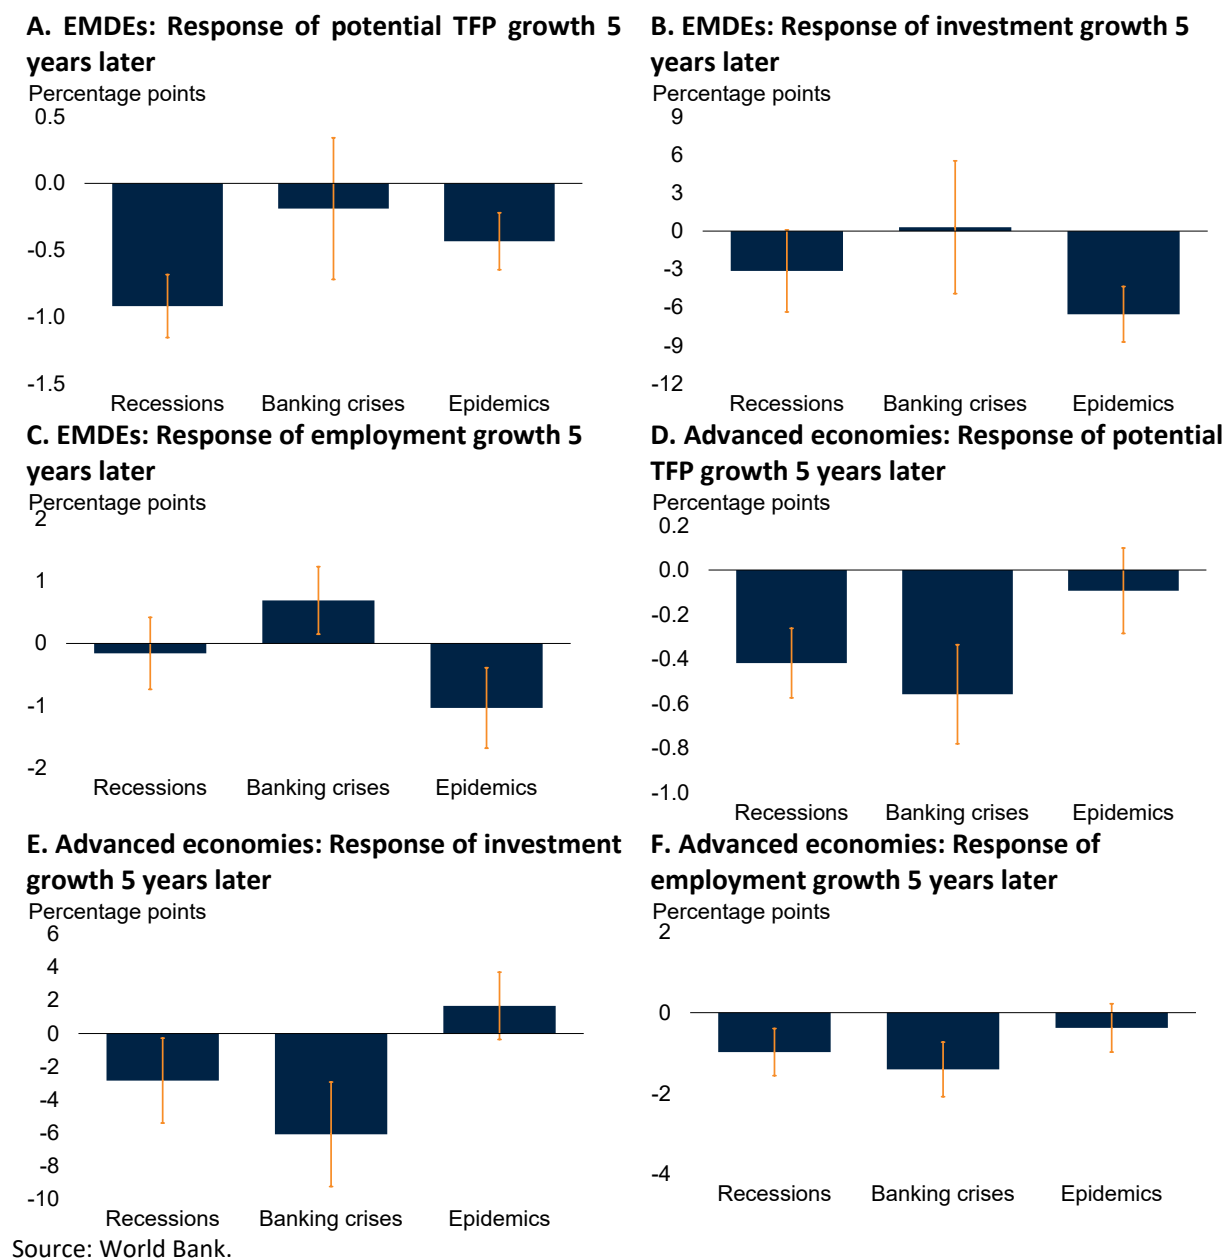 A. EMDEs: Response of potential TFP growth 5
years later
Percentage points
0.5
0.0
-0.5
-1.0
-1.5
Recessions Banking crises Epidemics
B. EMDEs: Response of investment growth 5
years later
Percentage points
9
6
3
0
-3
-6
-9
-12
Recessions Banking crises Epidemics
C. EMDEs: Response of employment growth 5
years later
Percentage points
2
1
0
-1
-2
Recessions Banking crises Epidemics
D. Advanced economies: Response of potential
TFP growth 5 years later
Percentage points
0.2
0.0
-0.2
-0.4
-0.6
-0.8
-1.0
Recessions Banking crises Epidemics
E. Advanced economies: Response of investment
growth 5 years later
Percentage points
6
4
2
0
-2
-4
-6
-8
-10
Recessions Banking crises Epidemics
F. Advanced economies: Response of
employment growth 5 years later
Percentage points
2
0
-2
-4
Recessions Banking crises Epidemics
Source: World Bank.